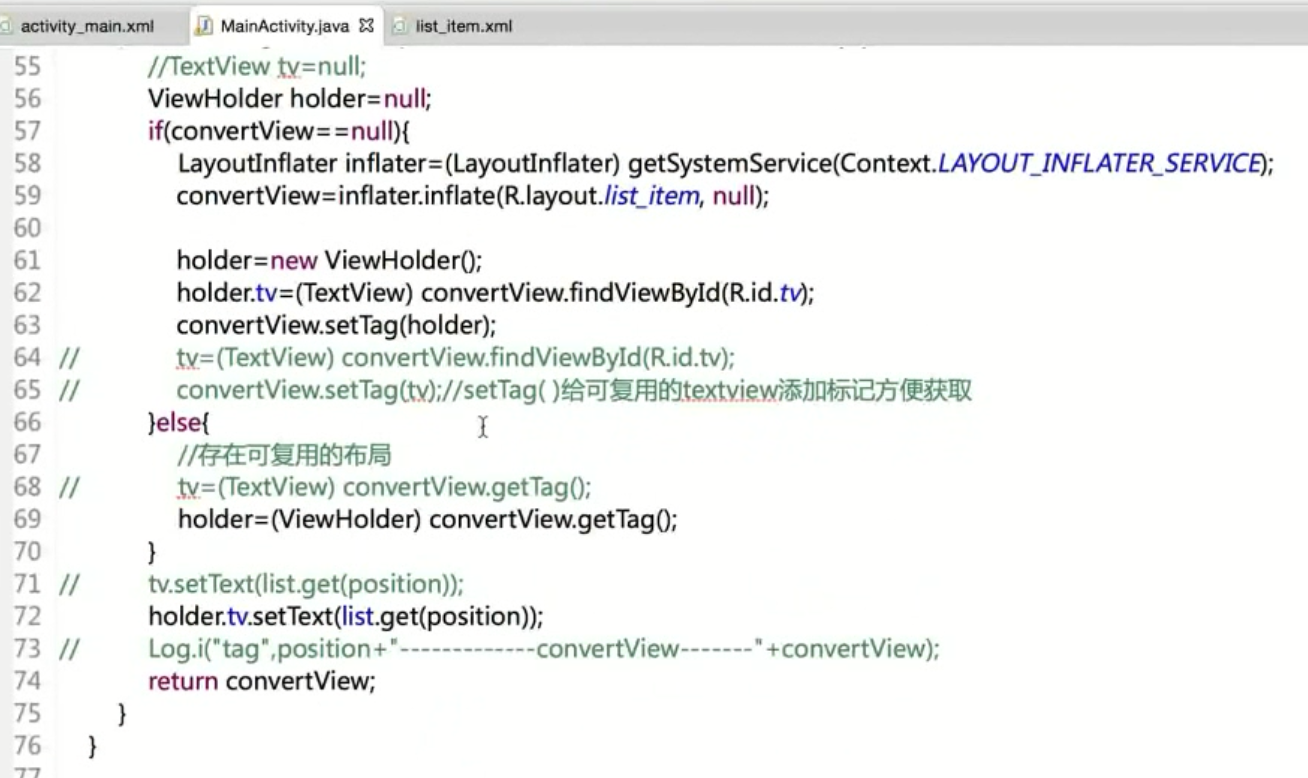 activity_main.xml MainActivity.java list_item.xml
55 //TextView tv=null;
56 ViewHolder holder=null;
57 if(convertView==null){
58 LayoutInflater inflater=(LayoutInflater) getSystemService(Context.LAYOUT_INFLATER_SERVICE);
59 convertView=inflater.inflate(R.layout.list_item, null);
60
61 holder=new ViewHolder();
62 holder.tv=(TextView) convertView.findViewById(R.id.tv);
63 convertView.setTag(holder);
64 // tv=(TextView) convertView.findViewById(R.id.tv);
65 // convertView.setTag(tv);//setTag( )给可复用的textview添加标记方便获取
66 }else{
67 //存在可复用的布局
68 // tv=(TextView) convertView.getTag();
69 holder=(ViewHolder) convertView.getTag();
70 }
71 // tv.setText(list.get(position));
72 holder.tv.setText(list.get(position));
73 // Log.i("tag",position+"-------------convertView-------"+convertView);
74 return convertView;
75 }
76 }
77